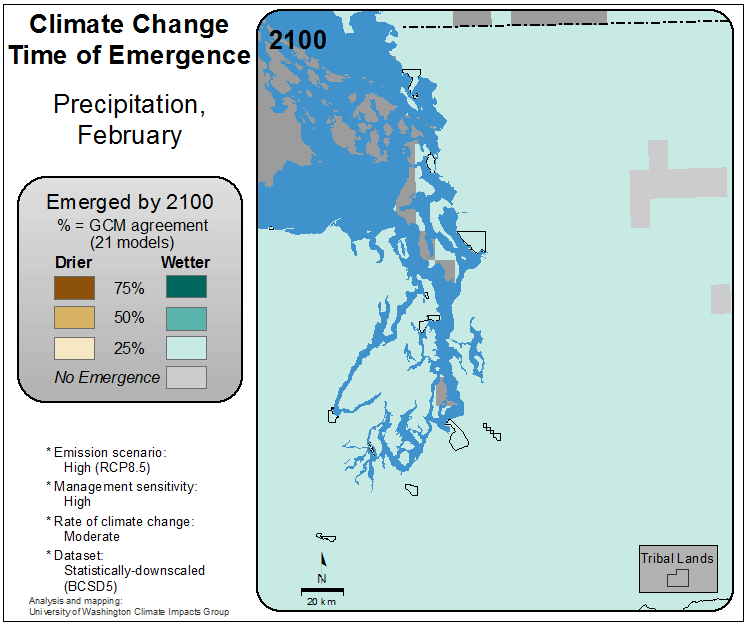 Climate Change
Time of Emergence
Precipitation,
February
Emerged by 2100
% = GCM agreement
(21 models)
Drier
Wetter
75%
50%
25%
No Emergence
* Emission scenario:
High (RCP8.5)
* Management sensitivity:
High
* Rate of climate change:
Moderate
* Dataset:
Statistically-downscaled
(BCSD5)
Analysis and mapping:
University of Washington Climate Impacts Group
2100
N
20 km
Tribal Lands